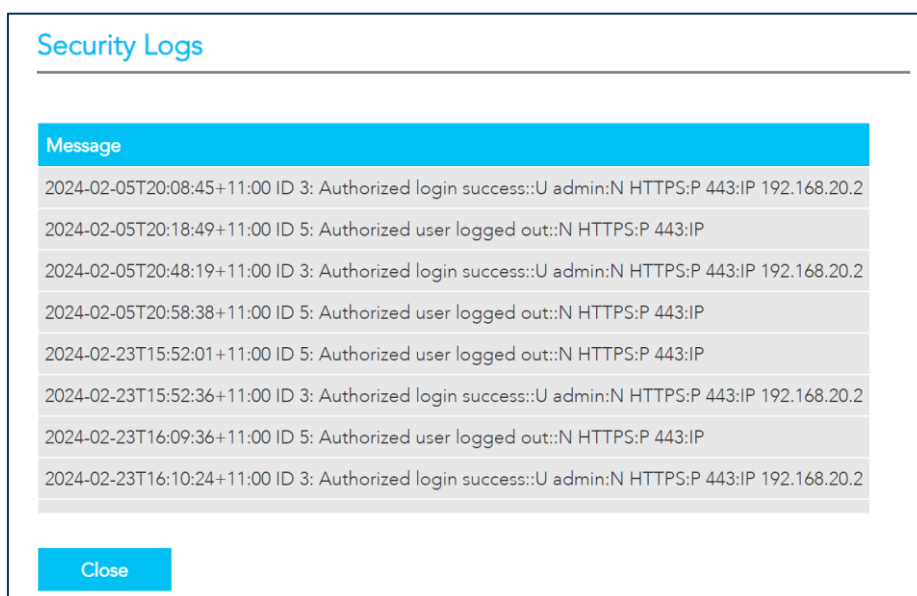 Security Logs
Message
2024-02-05T20:08:45+11:00 ID 3: Authorized login success::U admin:N HTTPS:P 443:IP 192.168.20.2
2024-02-05T20:18:49+11:00 ID 5: Authorized user logged out::N HTTPS:P 443:IP
2024-02-05T20:48:19+11:00 ID 3: Authorized login success::U admin:N HTTPS:P 443:IP 192.168.20.2
2024-02-05T20:58:38+11:00 ID 5: Authorized user logged out::N HTTPS:P 443:IP
2024-02-23T15:52:01+11:00 ID 5: Authorized user logged out::N HTTPS:P 443:IP
2024-02-23T15:52:36+11:00 ID 3: Authorized login success::U admin:N HTTPS:P 443:IP 192.168.20.2
2024-02-23T16:09:36+11:00 ID 5: Authorized user logged out::N HTTPS:P 443:IP
2024-02-23T16:10:24+11:00 ID 3: Authorized login success::U admin:N HTTPS:P 443:IP 192.168.20.2
Close